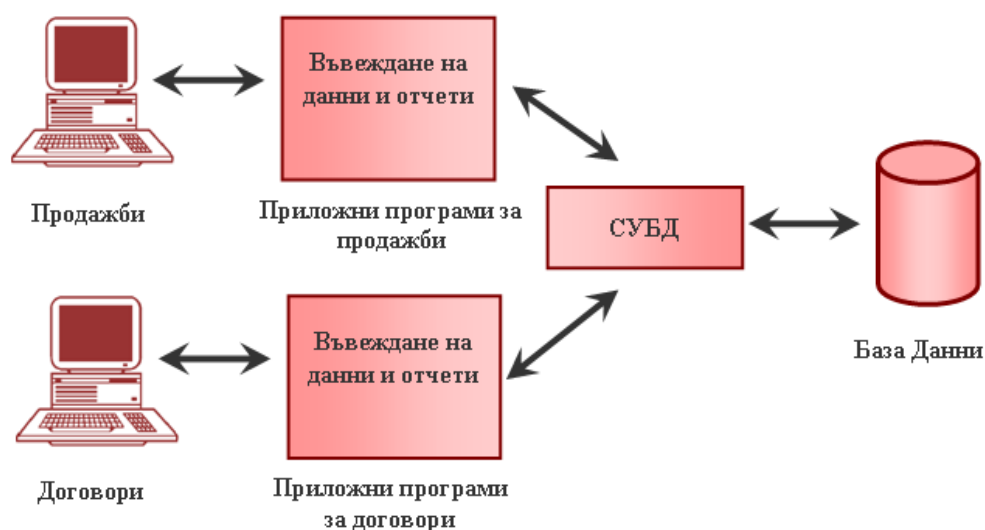 Въвеждане на
данни и отчети
Продажби
Приложни програми за
продажби
СУБД
База Данни
Въвеждане на
данни и отчети
Договори
Приложни програми
за договори